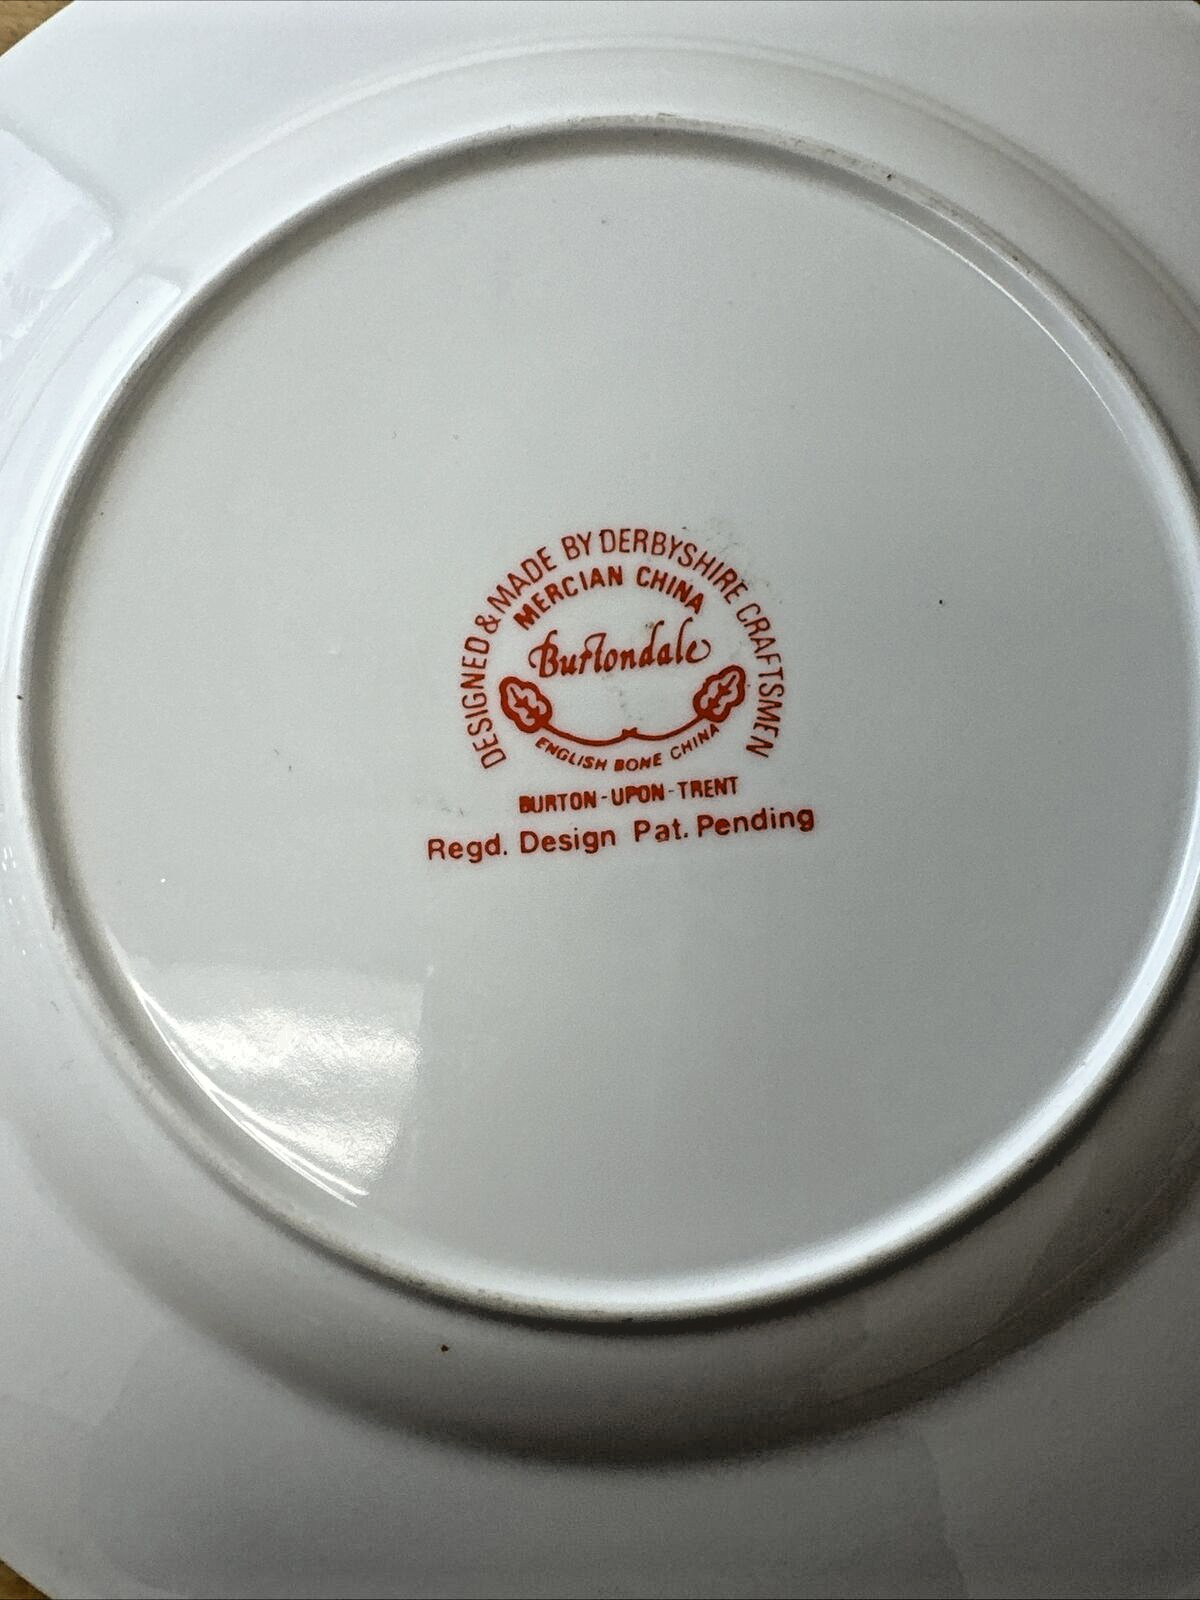 DESIGNED & MADE BY DERBYSHIRE CRAFTSMEN
MERCIAN CHINA
Burtondale
ENGLISH BONE CHINA
BURTON-UPON-TRENT
Regd. Design Pat. Pending